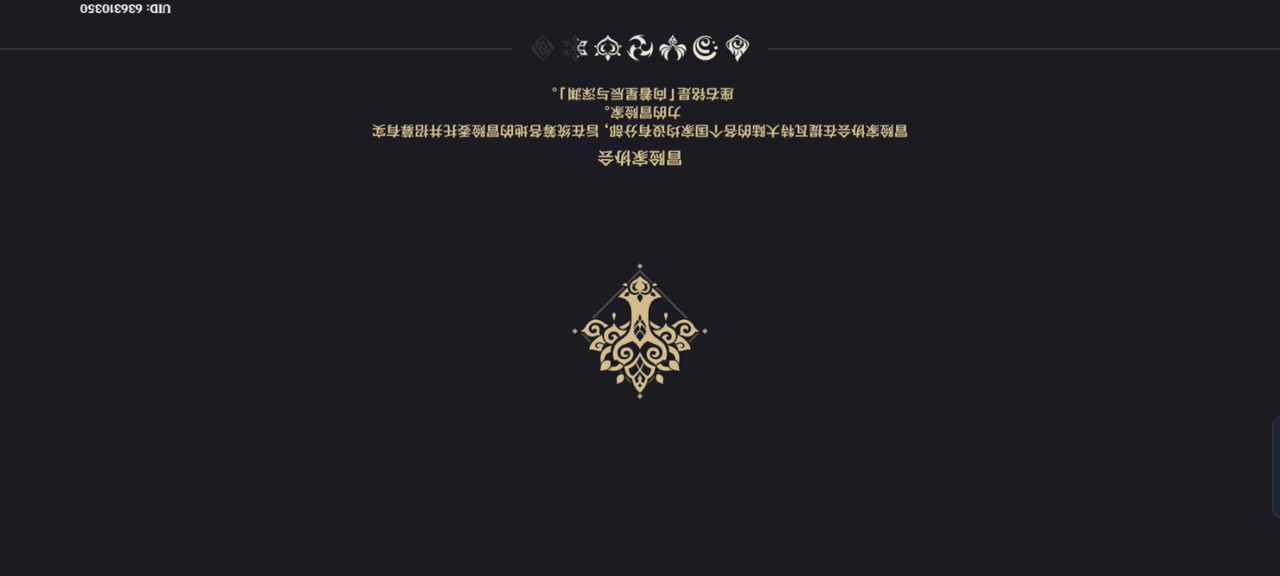 冒险家协会
冒险家协会在提瓦特大陆的各个国家均设有分部，旨在统筹各地的冒险委托并招募有实
力的冒险家。
座右铭是「向着星辰与深渊」。
UID: 636310350